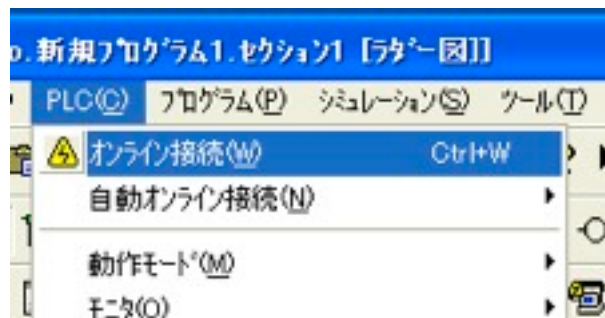 o.新規ﾌﾟﾛｸﾞﾗﾑ1.ｾｸｼｮﾝ1 [ﾗﾀﾞｰ図]]
PLC(C) ﾌﾟﾛｸﾞﾗﾑ(P) ｼﾐｭﾚｰｼｮﾝ(S) ﾂｰﾙ(T)
ｵﾝﾗｲﾝ接続(W) Ctrl+W
自動ｵﾝﾗｲﾝ接続(N)
動作ﾓｰﾄﾞ(M)
ﾓﾆﾀ(O)